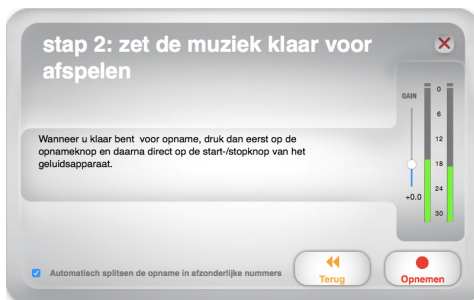 stap 2: zet de muziek klaar voor
afspelen
GAIN
0
6
12
18
24
30
+0.0
Wanneer u klaar bent voor opname, druk dan eerst op de
opnameknop en daarna direct op de start-/stopknop van het
geluidsapparaat.
Automatisch splitsen de opname in afzonderlijke nummers
Terug
Opnemen